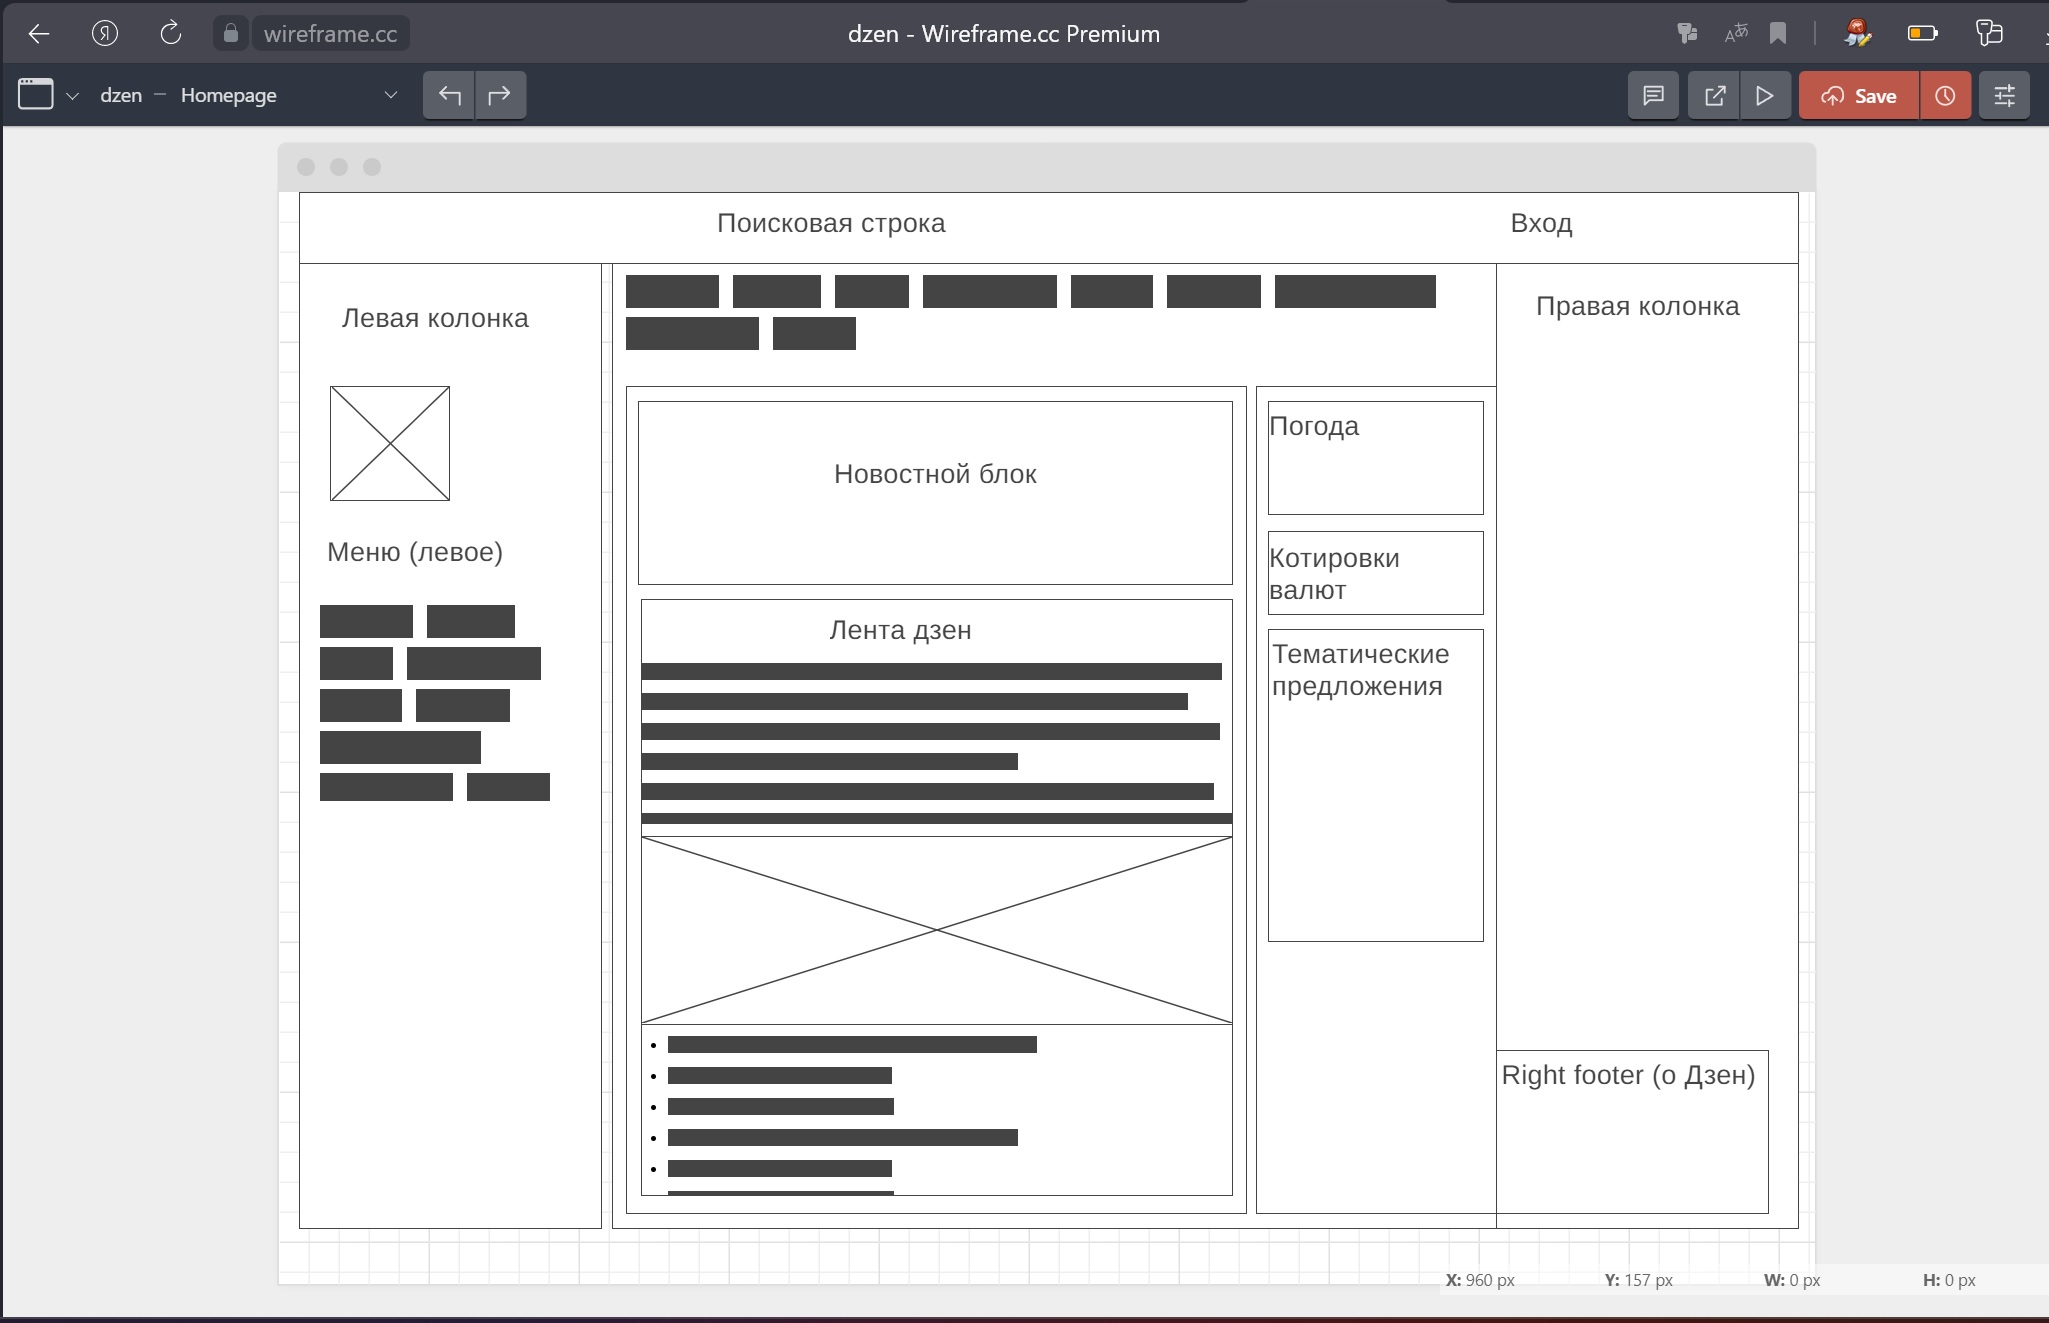 wireframe.cc
dzen - Wireframe.cc Premium
dzen – Homepage
Save
Поисковая строка
Вход
Левая колонка
Правая колонка
Погода
Новостной блок
Меню (левое)
Котировки
валют
Лента дзен
Тематические
предложения
Right footer (о Дзен)
X: 960 px
Y: 157 px
W: 0 px
H: 0 px